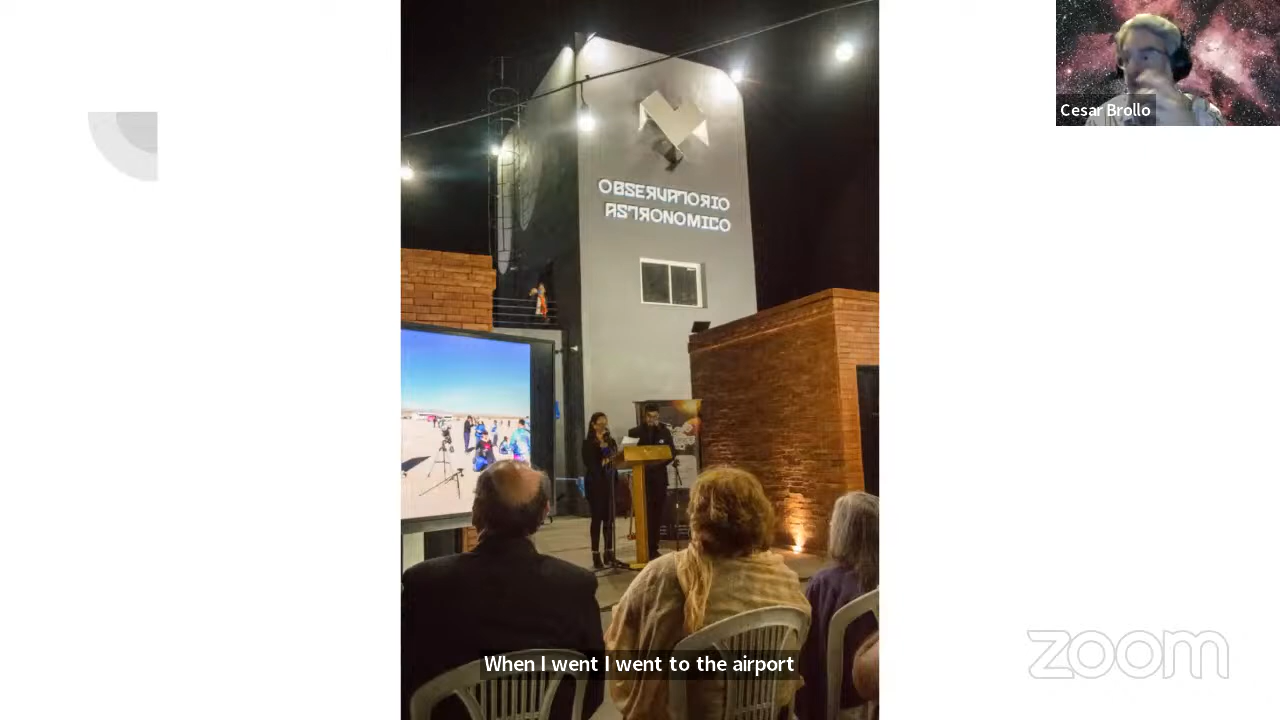 Cesar Brollo
OBSERVATORIO
ASTRONOMICO
When I went I went to the airport
zoom